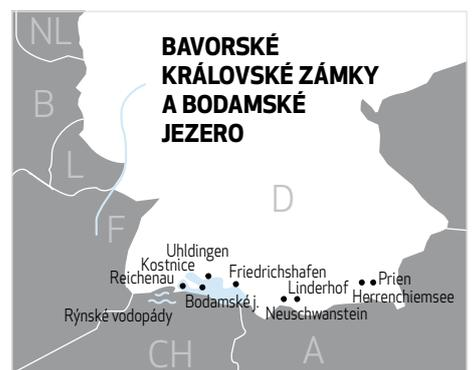 NL
BAVORSKÉ
KRÁLOVSKÉ ZÁMKY
A BODAMSKÉ
JEZERO
B
L
D
F
Uhldingen
Kostnice
Reichenau
Friedrichshafen
Linderhof
Prien
Bodamské j.
Herrenchiemsee
Rýnské vodopády
Neuschwanstein
CH
A